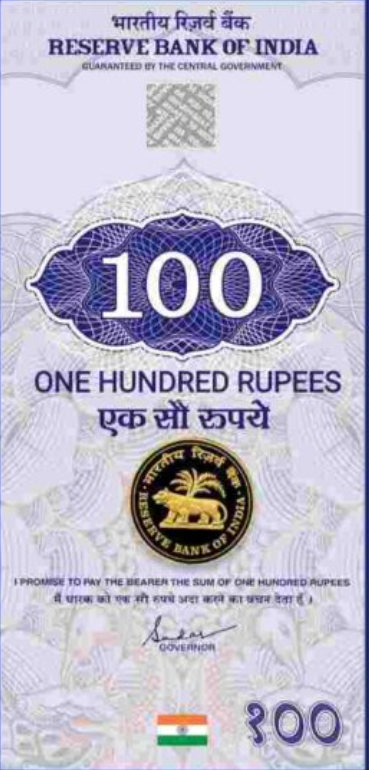 भारतीय रिज़र्व बैंक
RESERVE BANK OF INDIA
GUARANTEED BY THE CENTRAL GOVERNMENT
100
ONE HUNDRED RUPEES
एक सौ रुपये
भारतीय रिज़र्व बैंक
RESERVE BANK OF INDIA
I PROMISE TO PAY THE BEARER THE SUM OF ONE HUNDRED RUPEES
मैं धारक को एक सौ रुपये अदा करने का वचन देता हूँ ।
GOVERNOR
१00